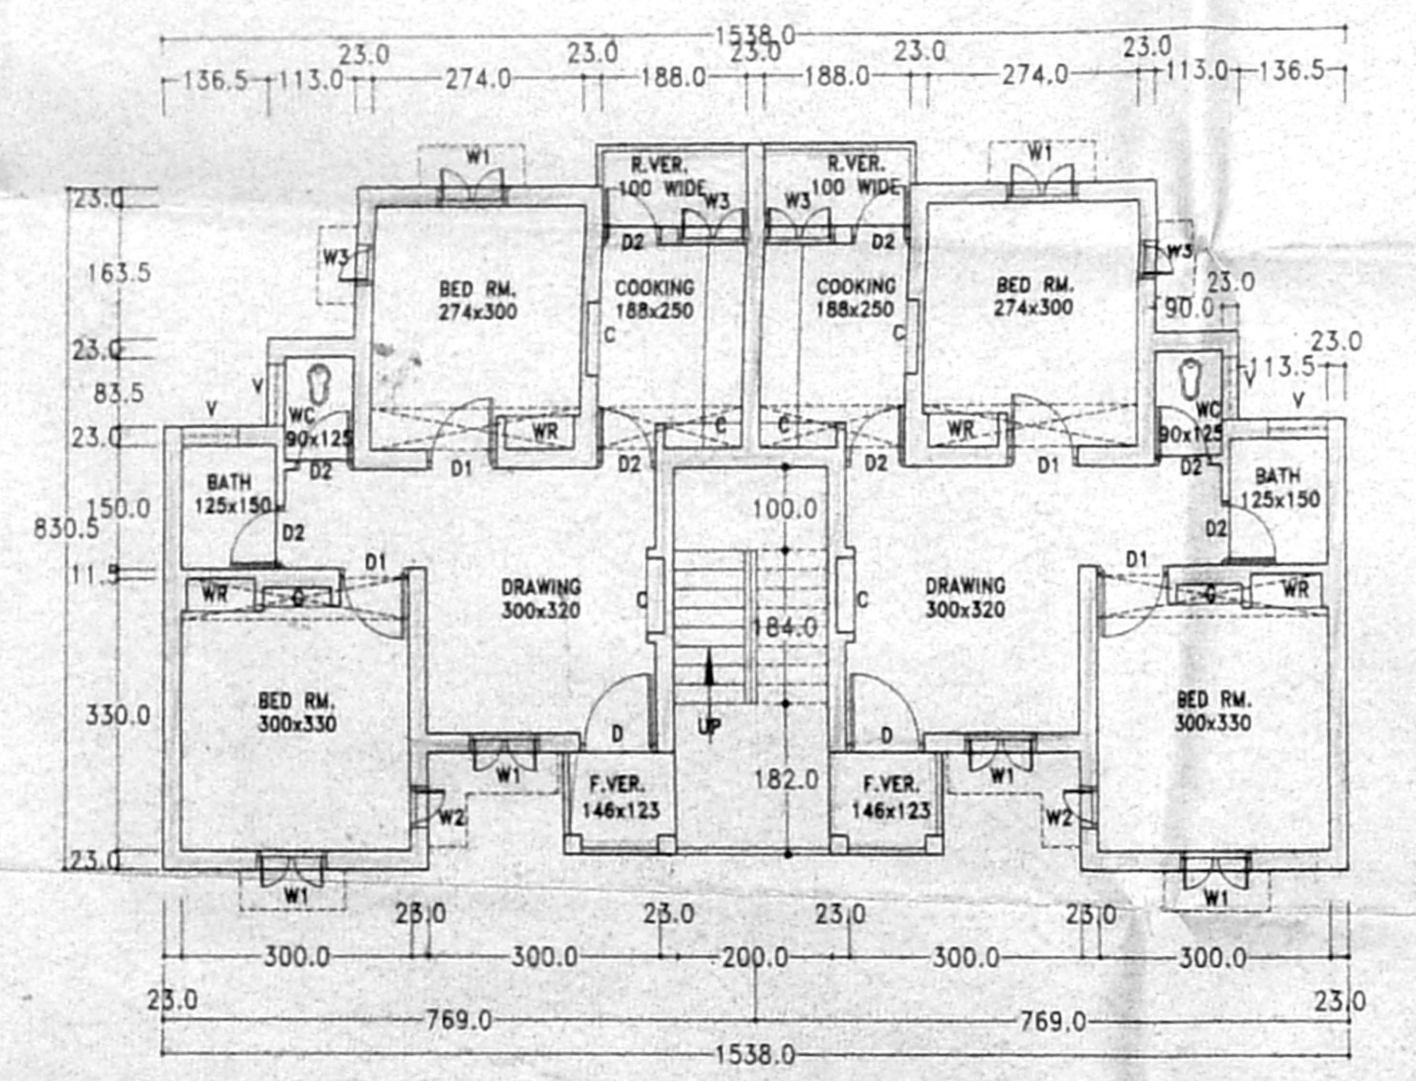 1538.0
23.0 23.0 23.0 23.0 23.0
136.5 113.0 274.0 188.0 188.0 274.0 113.0 136.5
W1 W1
R.VER. R.VER.
100 WIDE 100 WIDE
W3 W3
23.0
D2 D2
W3 W3
163.5
23.0
BED RM. COOKING COOKING BED RM.
274x300 188x250 188x250 274x300
90.0
C C
23.0 23.0
113.5
V V
83.5
V V
WC WC
23.0 90x125 WR C C WR 90x125
D2 D1 D2 D2 D1 D2
BATH BATH
125x150 125x150
150.0 100.0
830.5
D2 D2
D1 D1
11.5
WR C DRAWING DRAWING C WR
300x320 300x320
C C
184.0
BED RM. BED RM.
300x330 300x330
330.0
UP
D D
W1 W1
F.VER. 182.0 F.VER.
146x123 146x123
W2 W2
23.0
W1 W1
23.0 23.0 23.0 23.0
300.0 300.0 200.0 300.0 300.0
23.0 23.0
769.0 769.0
1538.0